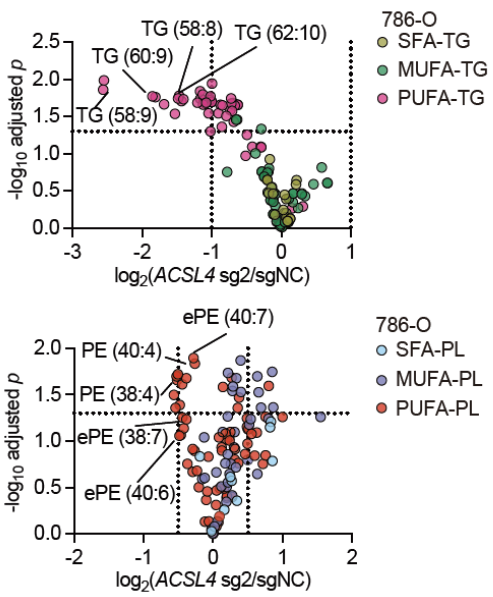 786-O
SFA-TG
MUFA-TG
PUFA-TG
TG (58:8)
TG (62:10)
TG (60:9)
TG (58:9)
2.5
2.0
1.5
1.0
0.5
0.0
-log10 adjusted p
-3 -2 -1 0 1
log2(ACSL4 sg2/sgNC)
786-O
SFA-PL
MUFA-PL
PUFA-PL
ePE (40:7)
PE (40:4)
PE (38:4)
ePE (38:7)
ePE (40:6)
2.0
1.5
1.0
0.5
0.0
-log10 adjusted p
-2 -1 0 1 2
log2(ACSL4 sg2/sgNC)